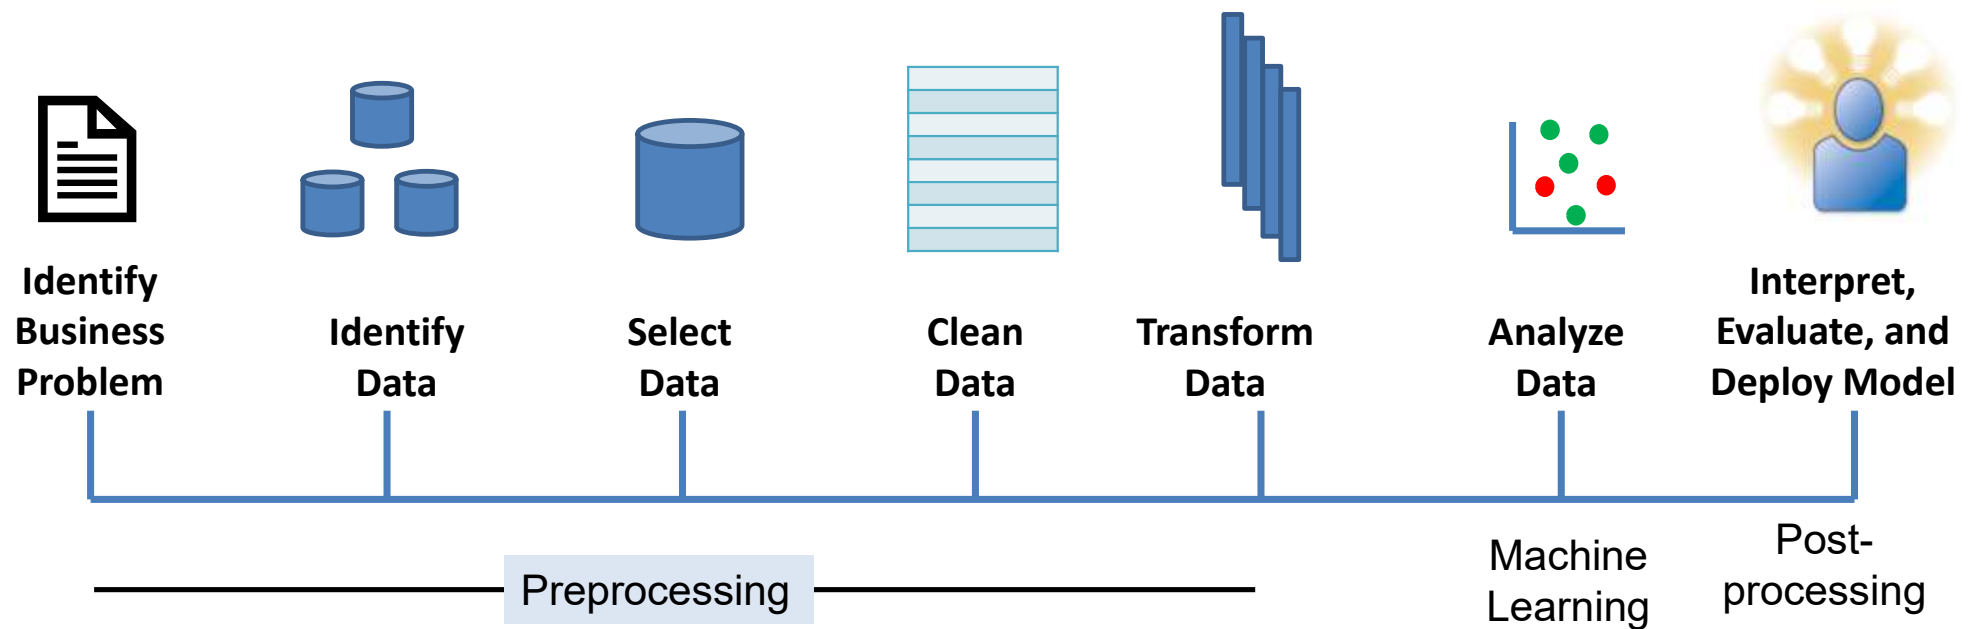 Identify
Business
Problem
Identify
Data
Select
Data
Clean
Data
Transform
Data
Analyze
Data
Interpret,
Evaluate, and
Deploy Model
Preprocessing
Machine
Learning
Post-
processing